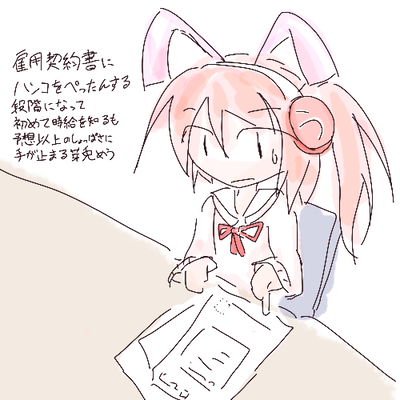 雇用契約書に
ハンコをぺったんする
段階になって
初めて時給を知るも
予想以上のしょっぱさに
手が止まる芽兎めう